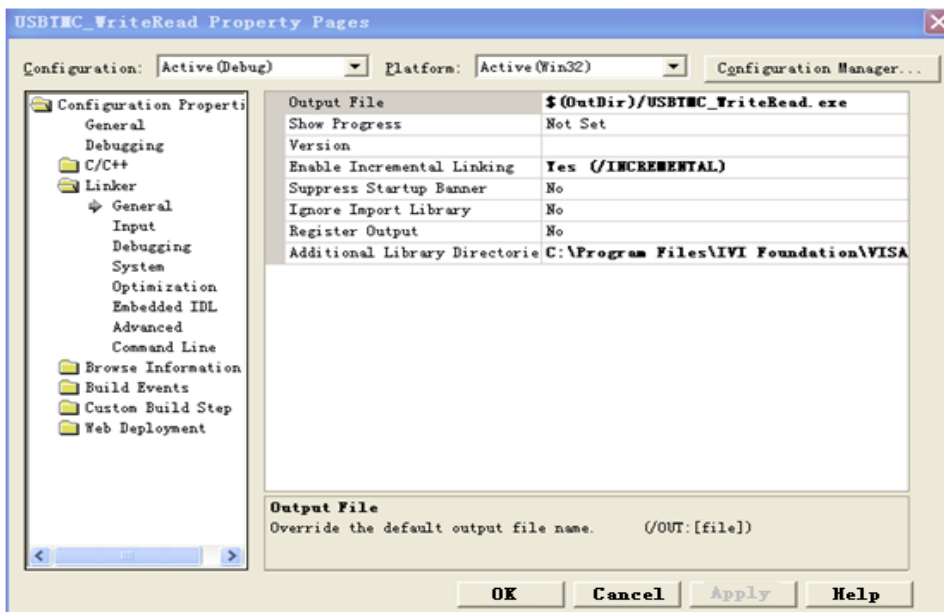 USBTMC_WriteRead Property Pages
Configuration: Active(Debug) Platform: Active(Win32) Configuration Manager...
Configuration Properti
General
Debugging
C/C++
Linker
General
Input
Debugging
System
Optimization
Embedded IDL
Advanced
Command Line
Browse Information
Build Events
Custom Build Step
Web Deployment
Output File $(OutDir)/USBTMC_WriteRead.exe
Show Progress Not Set
Version
Enable Incremental Linking Yes (/INCREMENTAL)
Suppress Startup Banner No
Ignore Import Library No
Register Output No
Additional Library Directorie C:\Program Files\IVI Foundation\VISA
Output File
Override the default output file name. (/OUT:[file])
OK Cancel Apply Help